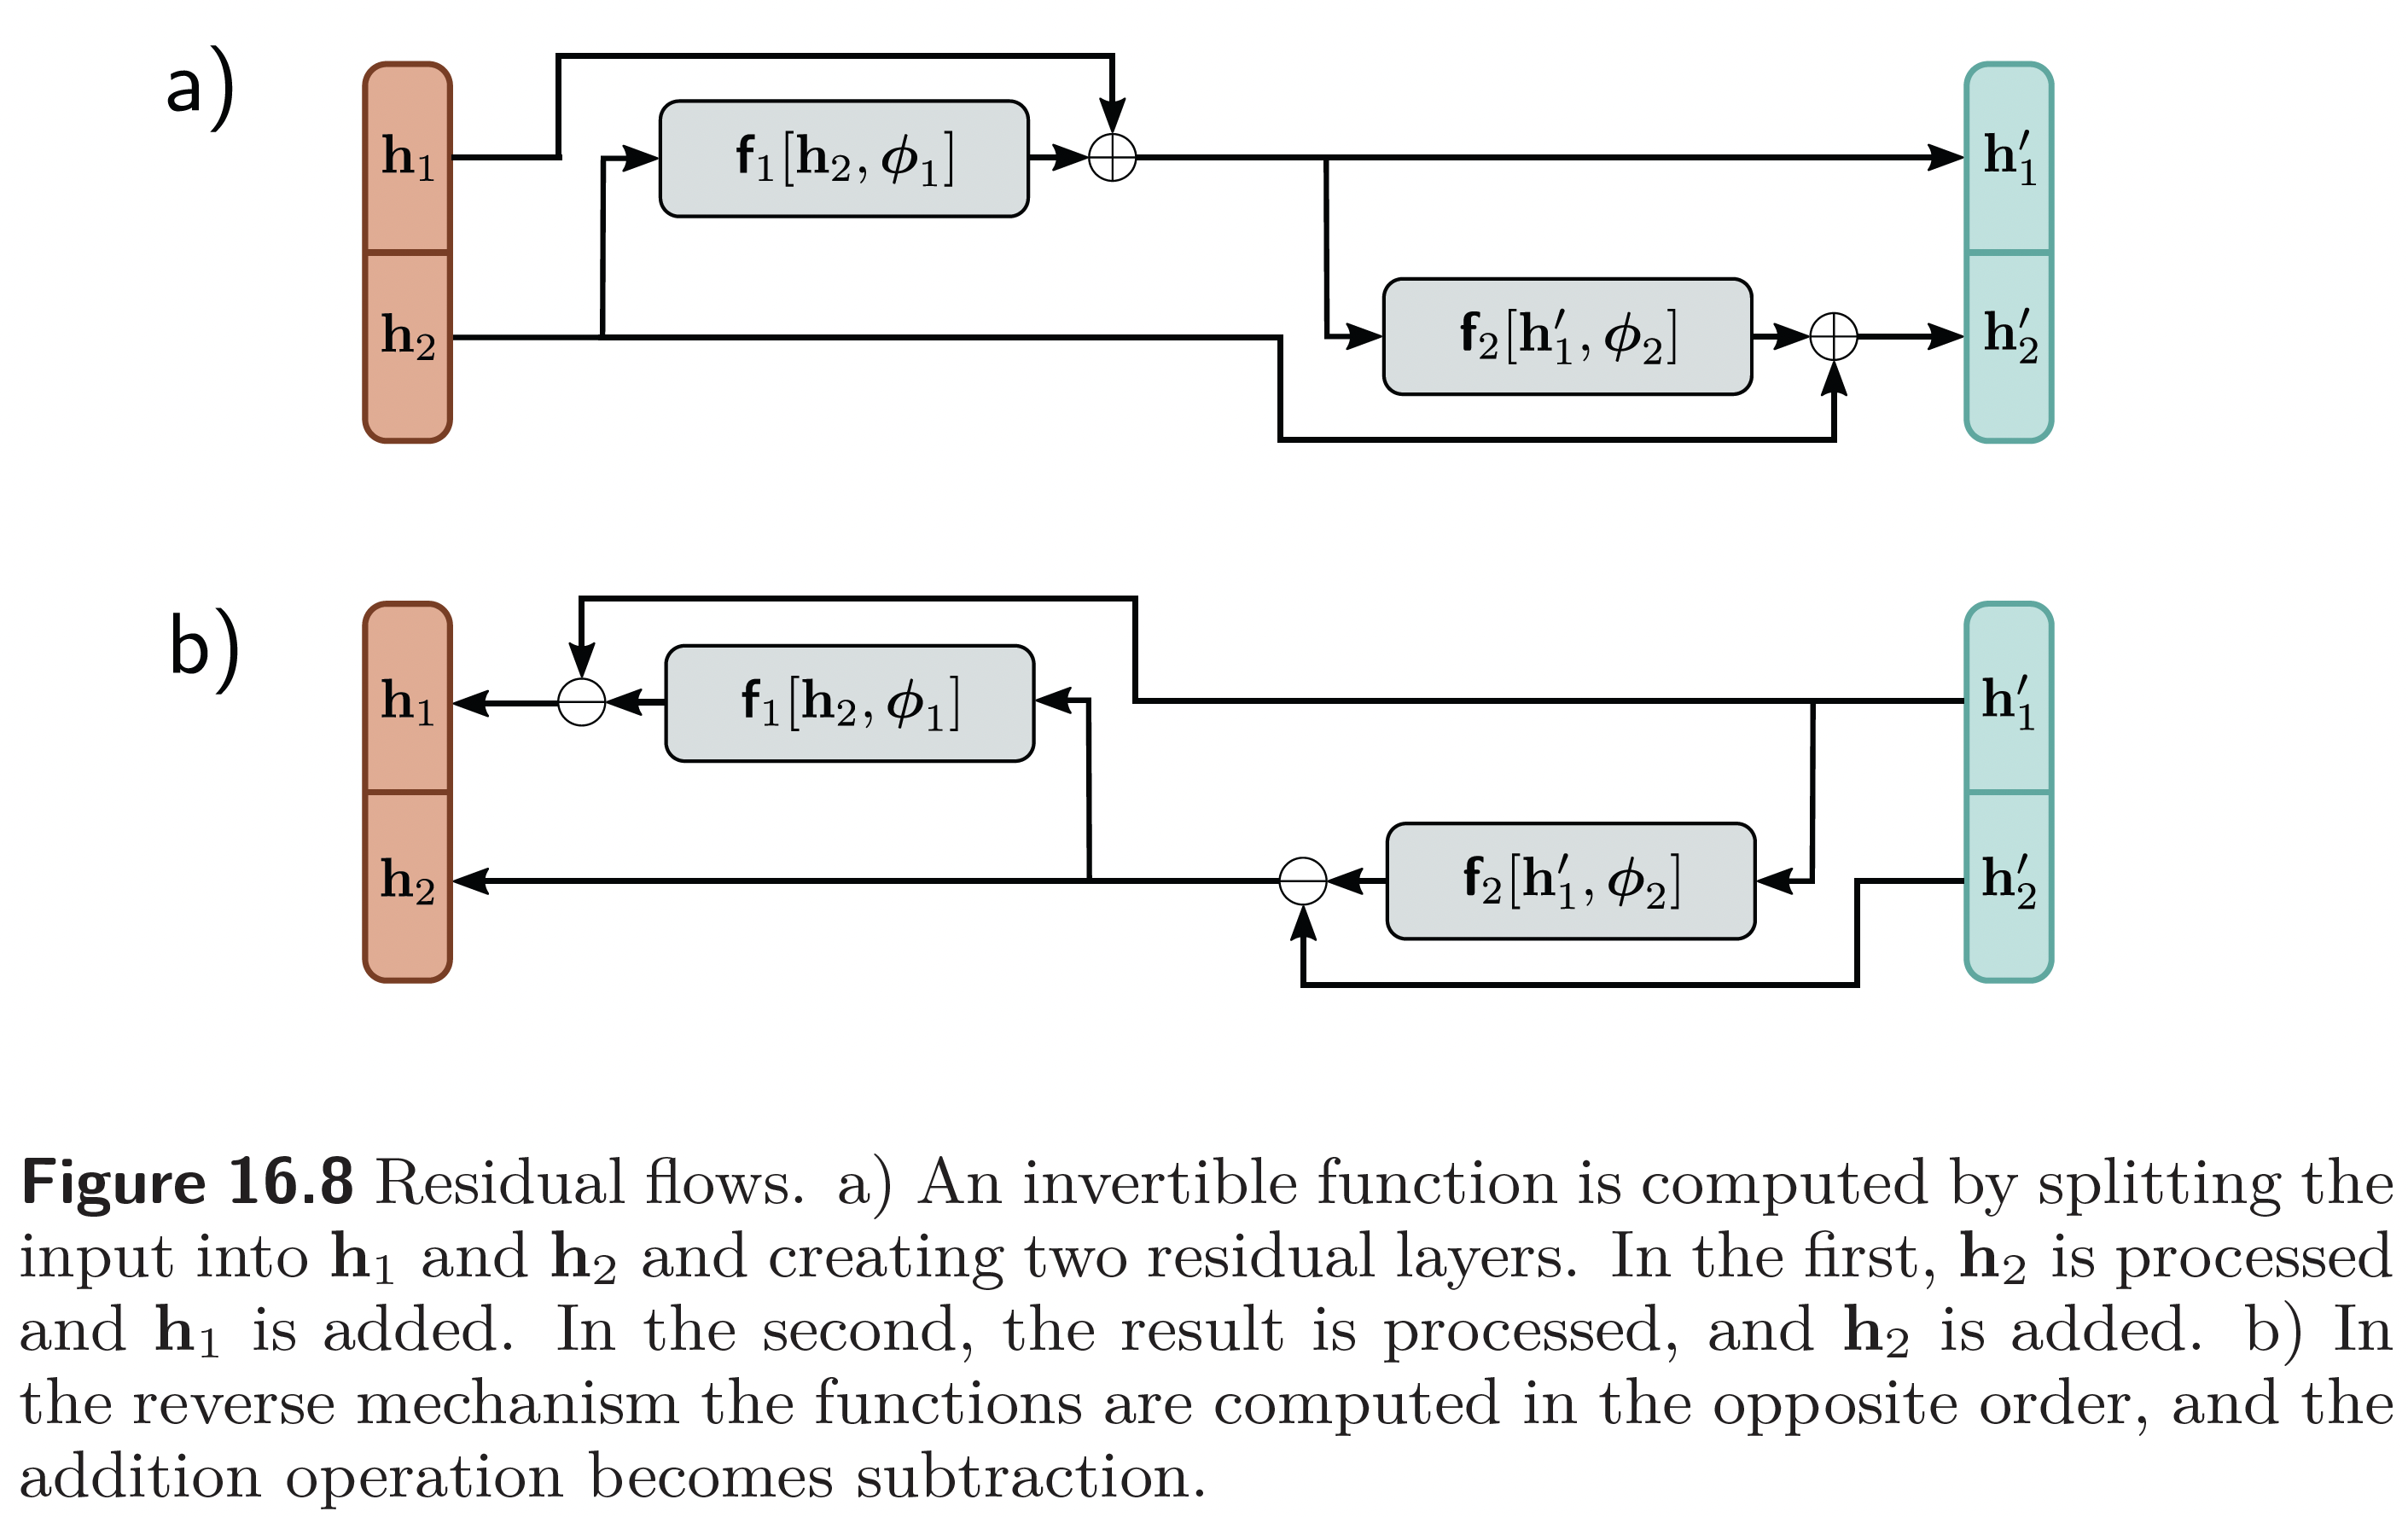 a)
h₁
f₁[h₂, ϕ₁]
h′₁
h₂
f₂[h′₁, ϕ₂]
h′₂
b)
h₁
f₁[h₂, ϕ₁]
h′₁
h₂
f₂[h′₁, ϕ₂]
h′₂
Figure 16.8 Residual flows. a) An invertible function is computed by splitting the
input into h₁ and h₂ and creating two residual layers. In the first, h₂ is processed
and h₁ is added. In the second, the result is processed, and h₂ is added. b) In
the reverse mechanism the functions are computed in the opposite order, and the
addition operation becomes subtraction.